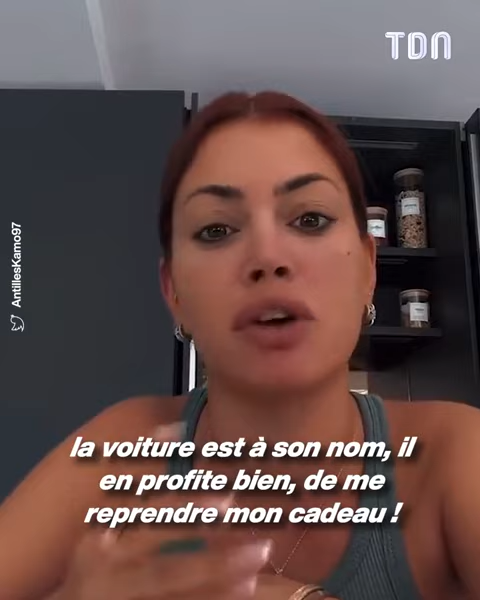 TDN
AntillesKamo97
la voiture est à son nom, il
en profite bien, de me
reprendre mon cadeau !